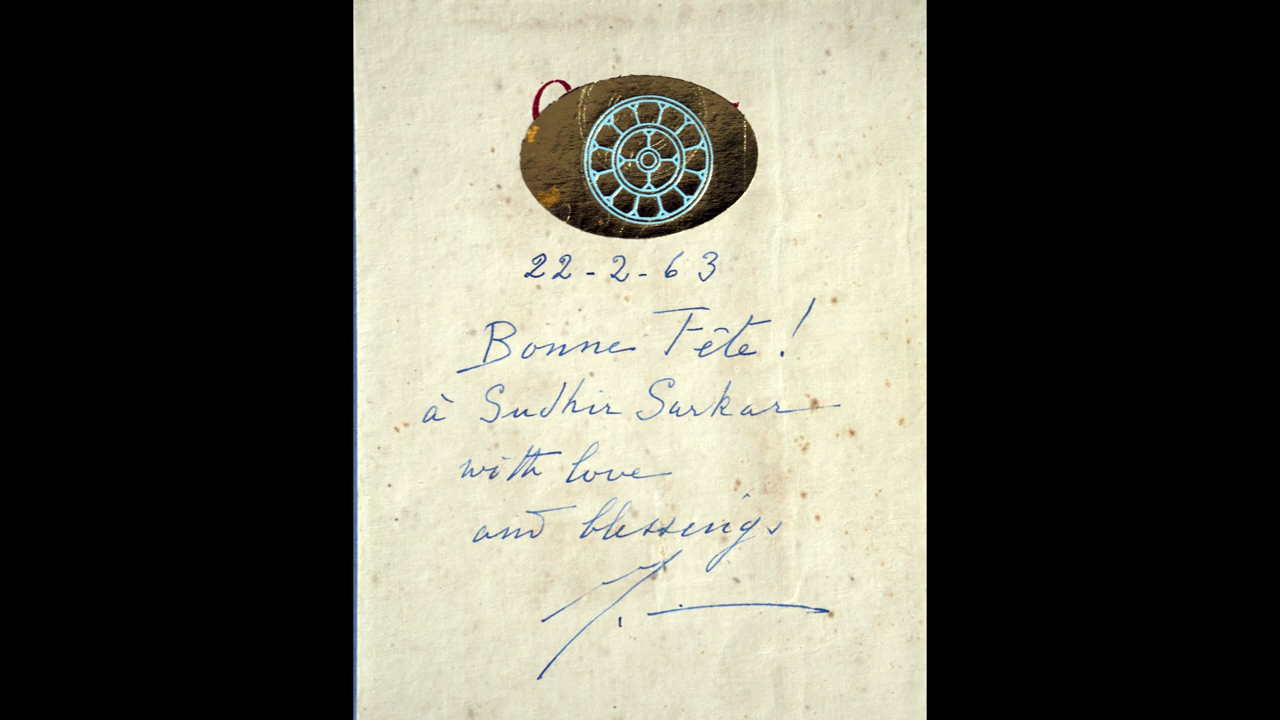 22-2-63
Bonne Fête!
à Sudhir Sarkar
with love
and blessings